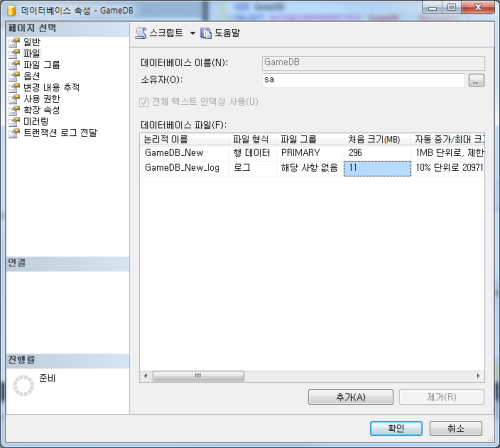 데이터베이스 속성 - GameDB
페이지 선택
일반
파일
파일 그룹
옵션
변경 내용 추적
사용 권한
확장 속성
미러링
트랜잭션 로그 전달
연결
진행률
준비
스크립트 도움말
데이터베이스 이름(N): GameDB
소유자(O): sa ...
전체 텍스트 인덱싱 사용(U)
데이터베이스 파일(F):
논리적 이름 파일 형식 파일 그룹 처음 크기(MB) 자동 증가/최대 크
GameDB_New 행 데이터 PRIMARY 296 1MB 단위로, 제한
GameDB_New_log 로그 해당 사항 없음 11 10% 단위로 20971
추가(A) 제거(R)
확인 취소